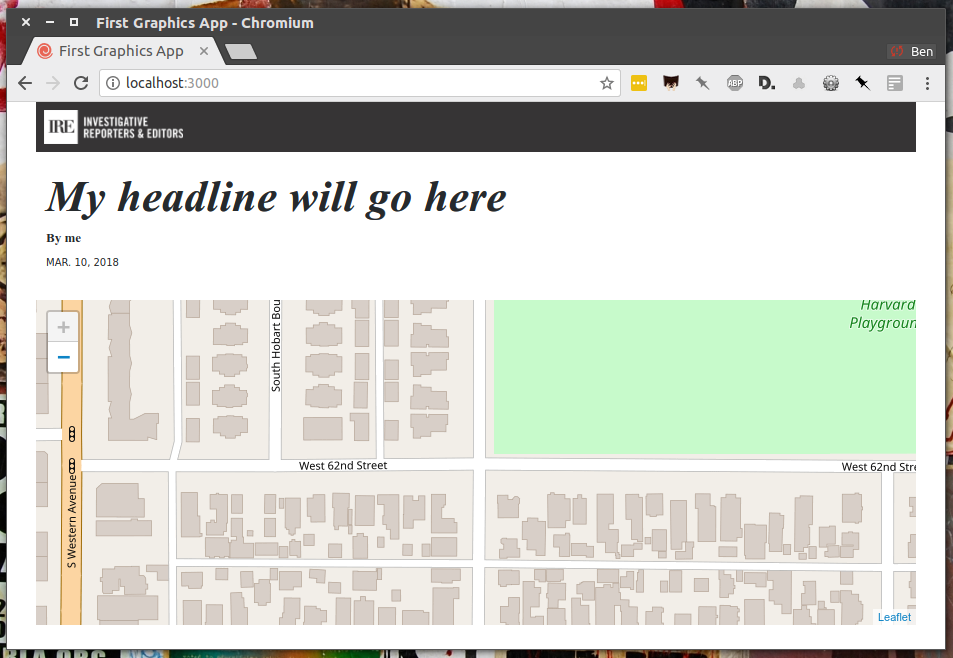 First Graphics App - Chromium
First Graphics App
Ben
localhost:3000
ABP
D.
IRE
INVESTIGATIVE
REPORTERS & EDITORS
My headline will go here
By me
MAR. 10, 2018
Harvard
Playgroun
+
−
South Hobart Bou
West 62nd Street
West 62nd Stre
S Western Avenue
Leaflet